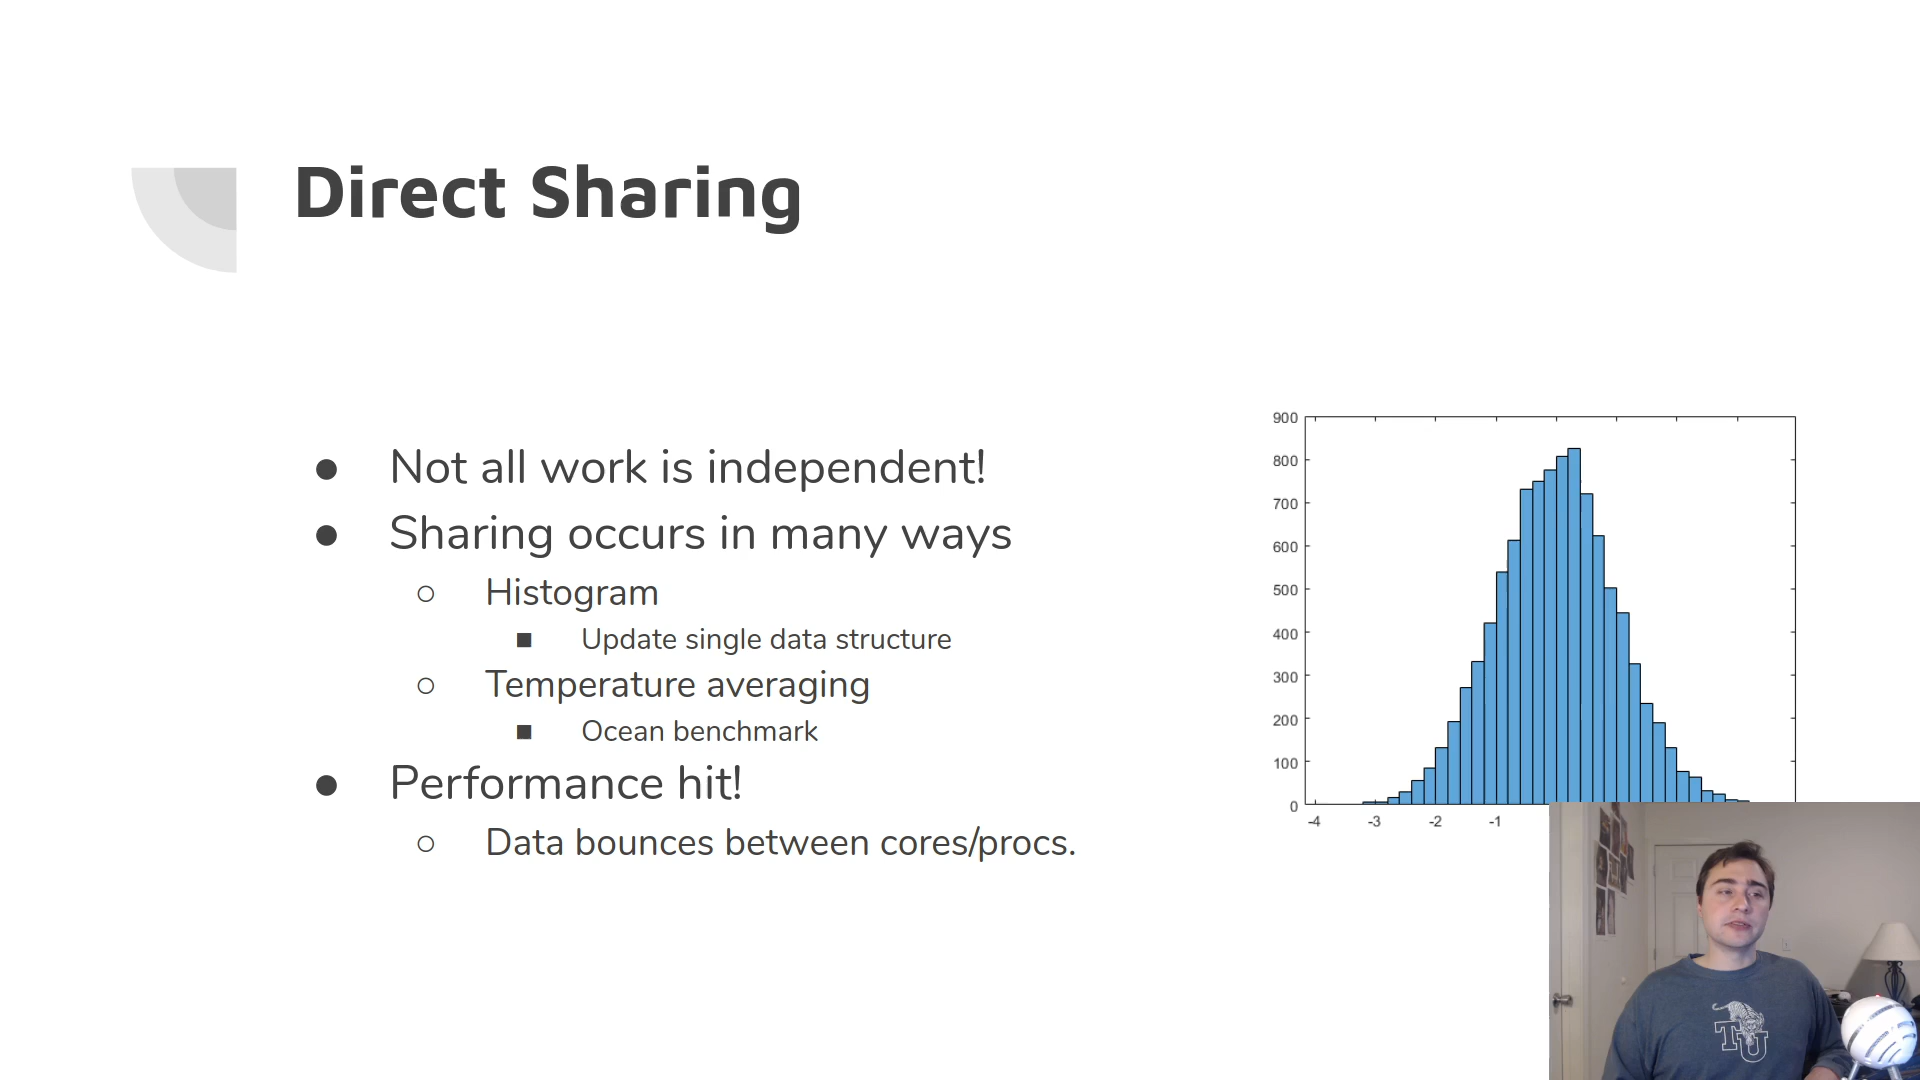 Direct Sharing
● Not all work is independent!
● Sharing occurs in many ways
○ Histogram
■ Update single data structure
○ Temperature averaging
■ Ocean benchmark
● Performance hit!
○ Data bounces between cores/procs.
900
800
700
600
500
400
300
200
100
0
-4 -3 -2 -1
TU